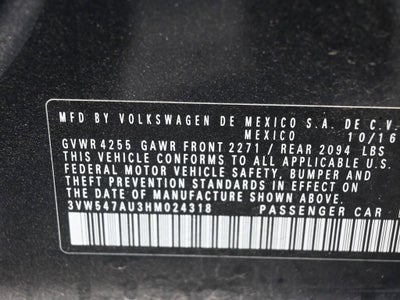 MFD BY VOLKSWAGEN DE MEXICO S.A. DE C.V.
MEXICO 10/16
GVWR 4255 GAWR FRONT 2271 / REAR 2094 LBS
THIS VEHICLE CONFORMS TO ALL APPLICABLE U.S.
FEDERAL MOTOR VEHICLE SAFETY, BUMPER AND
THEFT PREVENTION STANDARDS IN EFFECT ON
THE DATE OF MANUFACTURE SHOWN ABOVE.
3VW547AU3HM024318 PASSENGER CAR